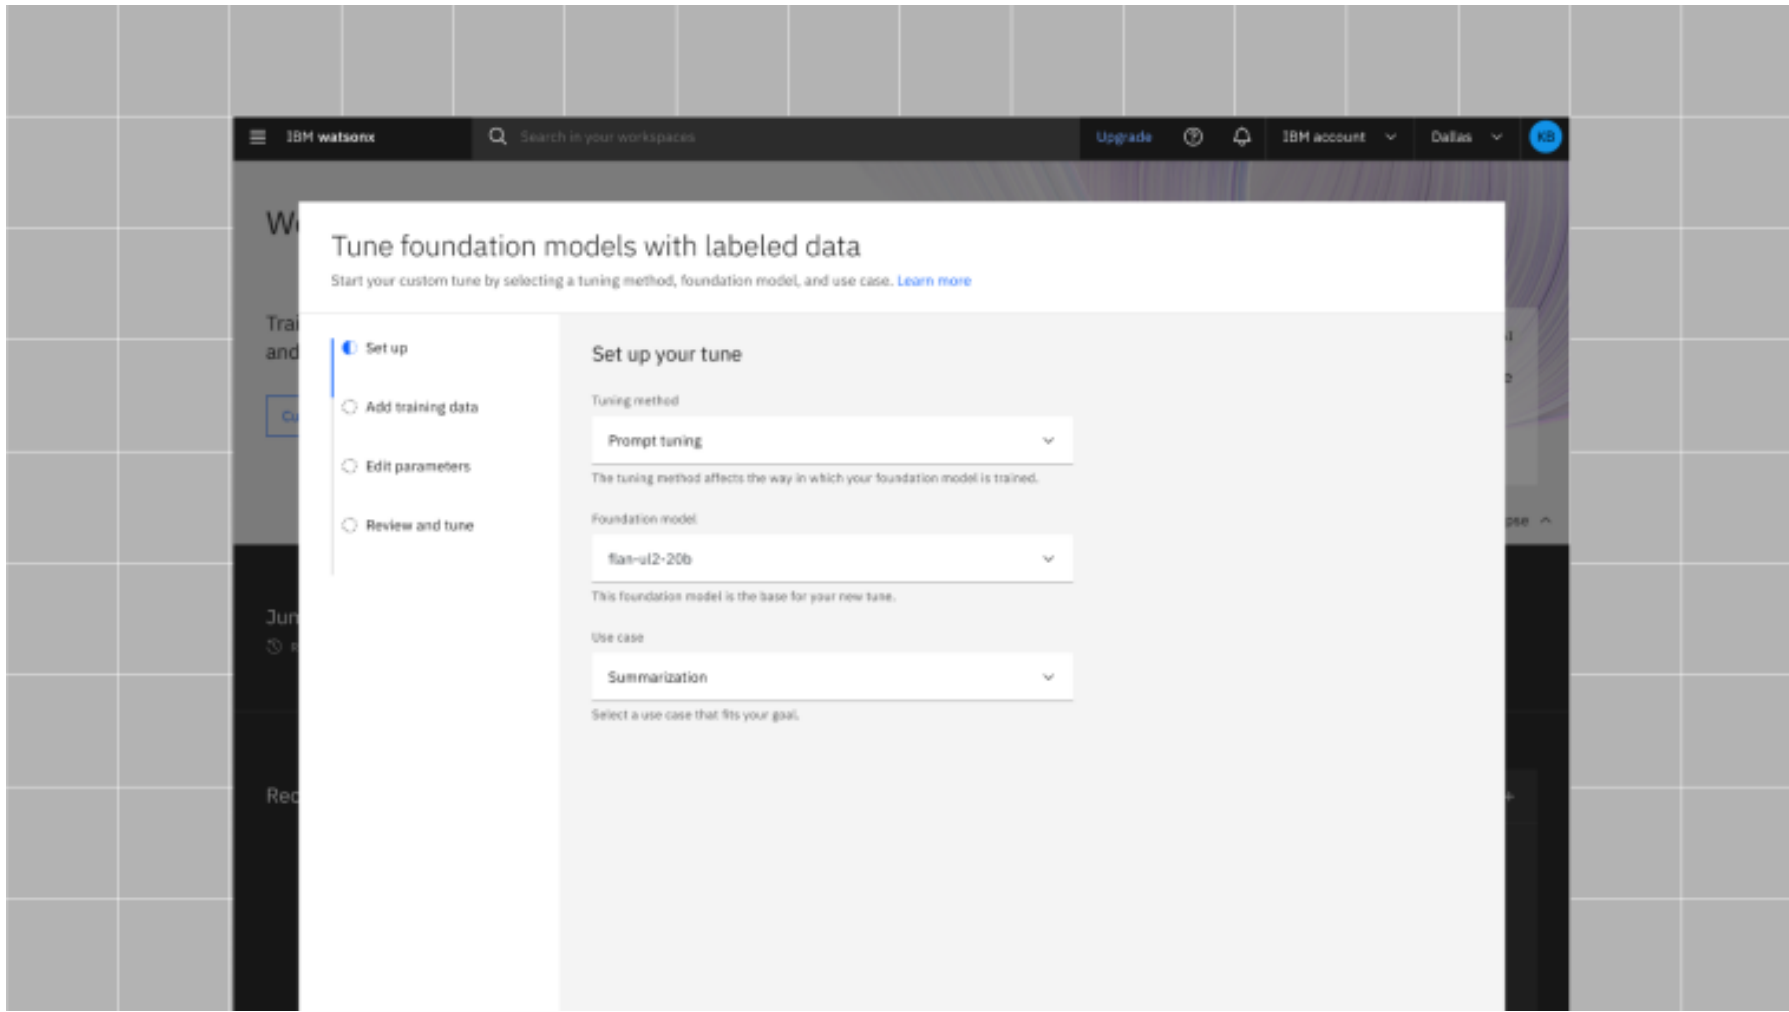 IBM watsonx
Search in your workspaces
Upgrade
IBM account
Dallas
KB
Tune foundation models with labeled data
Start your custom tune by selecting a tuning method, foundation model, and use case. Learn more
Set up
Add training data
Edit parameters
Review and tune
Set up your tune
Tuning method
Prompt tuning
The tuning method affects the way in which your foundation model is trained.
Foundation model
flan-ul2-20b
This foundation model is the base for your new tune.
Use case
Summarization
Select a use case that fits your goal.
and